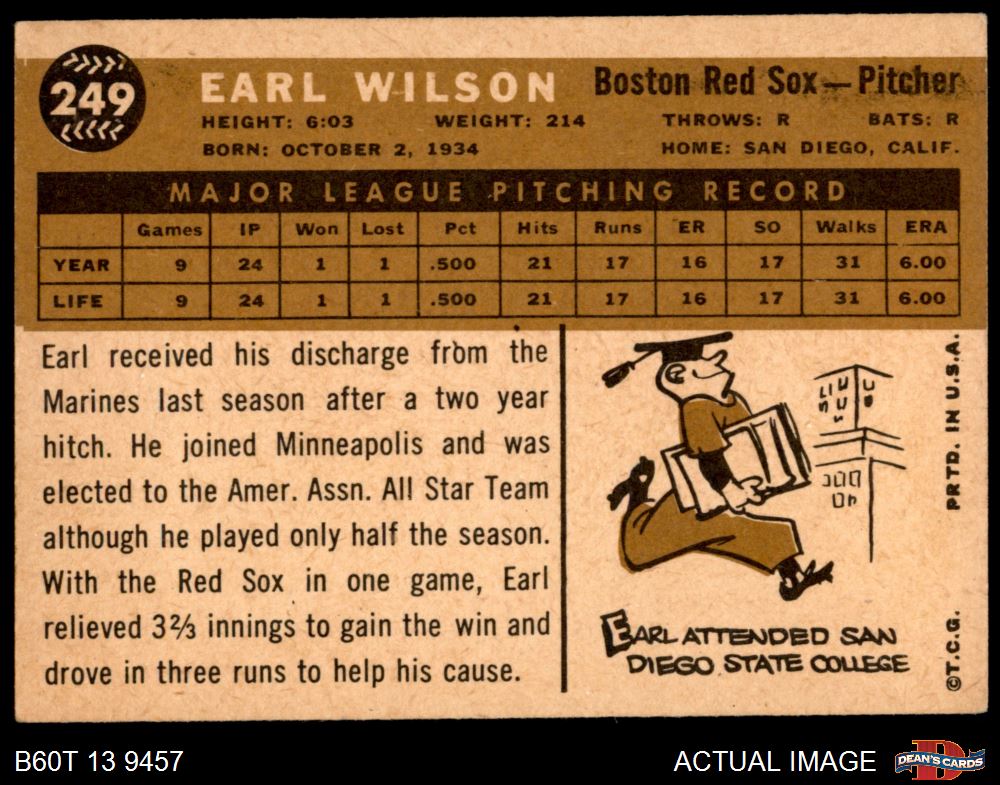 249
EARL WILSON Boston Red Sox—Pitcher
HEIGHT: 6:03 WEIGHT: 214 THROWS: R BATS: R
BORN: OCTOBER 2, 1934 HOME: SAN DIEGO, CALIF.
MAJOR LEAGUE PITCHING RECORD
Games IP Won Lost Pct Hits Runs ER SO Walks ERA
YEAR 9 24 1 1 .500 21 17 16 17 31 6.00
LIFE 9 24 1 1 .500 21 17 16 17 31 6.00
Earl received his discharge from the
Marines last season after a two year
hitch. He joined Minneapolis and was
elected to the Amer. Assn. All Star Team
although he played only half the season.
With the Red Sox in one game, Earl
relieved 3⅔ innings to gain the win and
drove in three runs to help his cause.
EARL ATTENDED SAN
DIEGO STATE COLLEGE
PRTD. IN U.S.A.
©T.C.G.
B60T 13 9457
ACTUAL IMAGE
DEAN'S CARDS